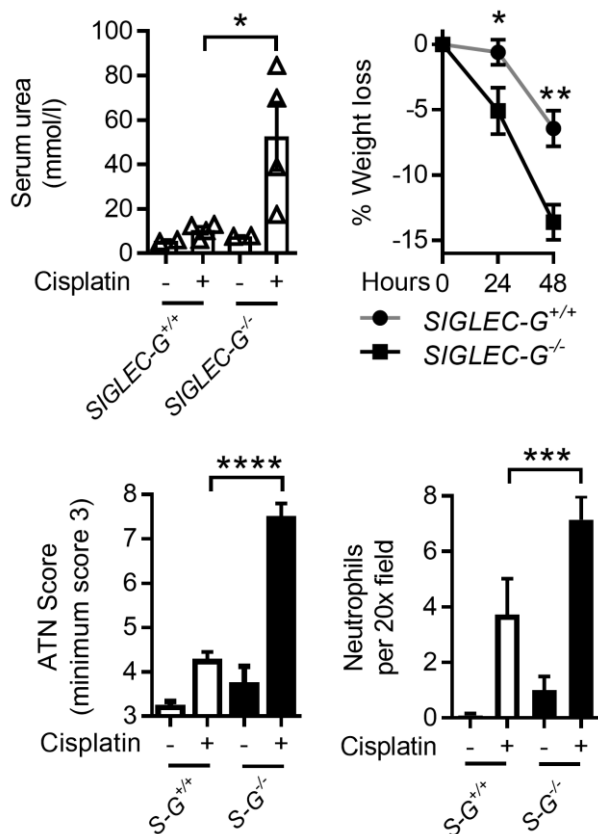 *
Serum urea
(mmol/l)
100
80
60
40
20
0
Cisplatin - + - +
SIGLEC-G+/+
SIGLEC-G-/-
*
**
% Weight loss
0
-5
-10
-15
Hours 0 24 48
SIGLEC-G+/+
SIGLEC-G-/-
****
ATN Score
(minimum score 3)
8
7
6
5
4
3
Cisplatin - + - +
S-G+/+
S-G-/-
***
Neutrophils
per 20x field
8
6
4
2
0
Cisplatin - + - +
S-G+/+
S-G-/-